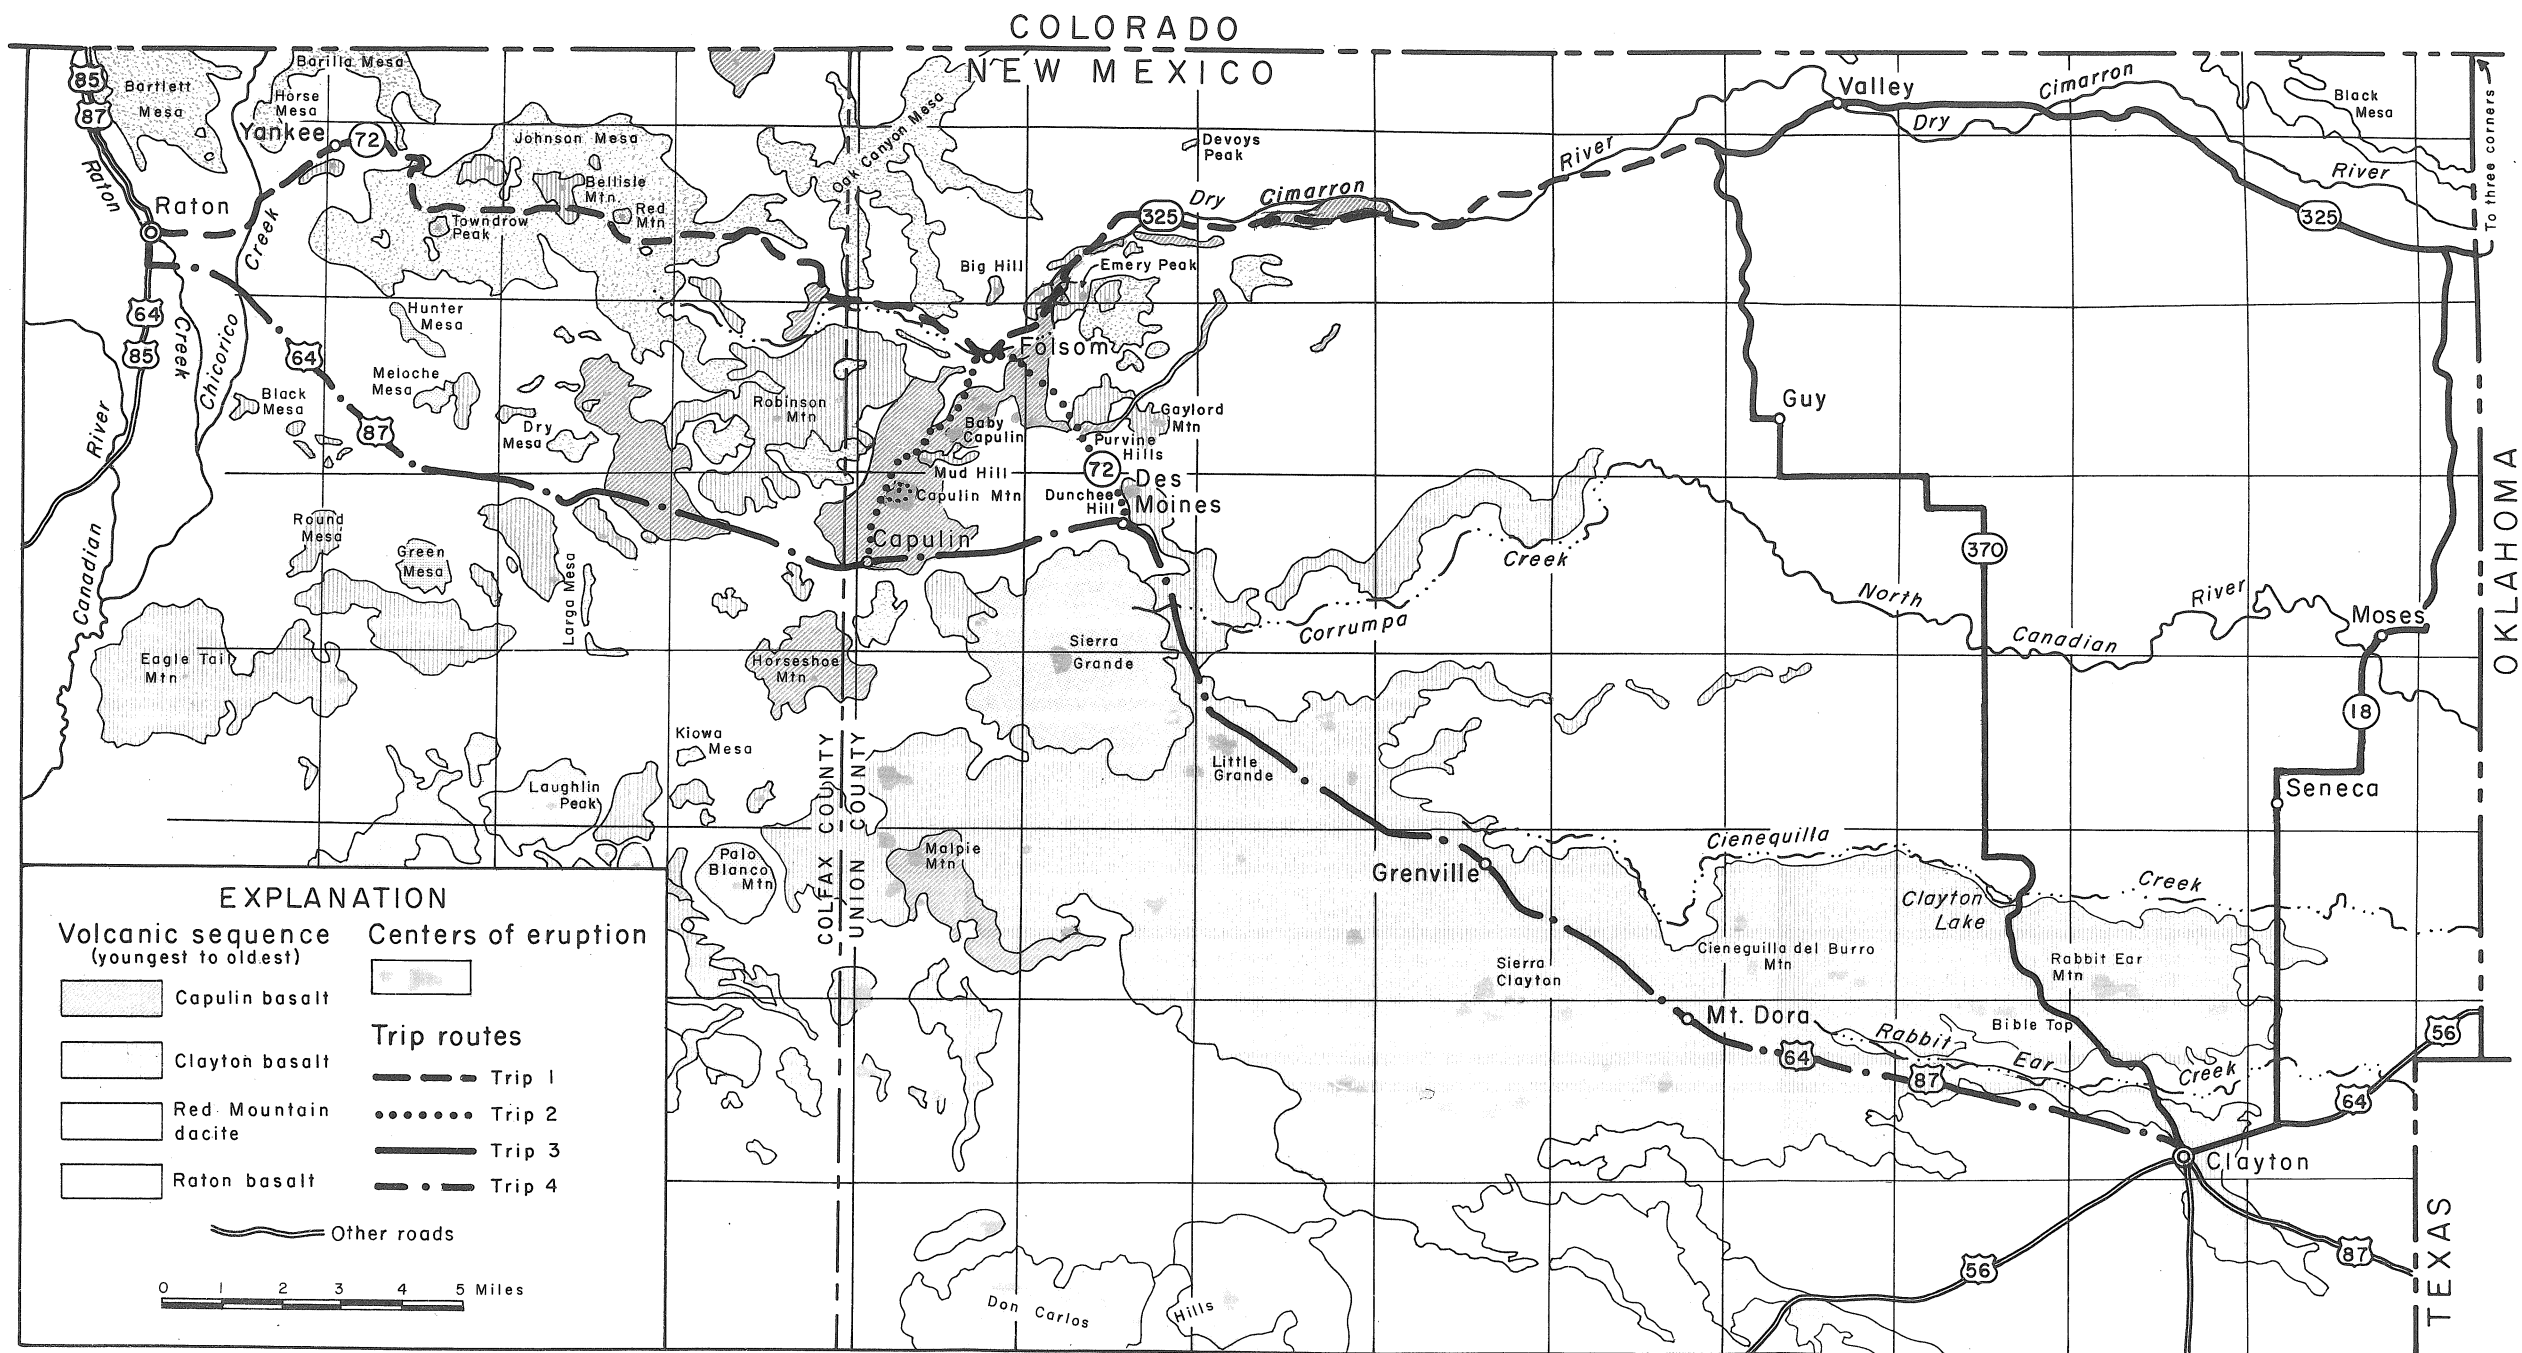 COLORADO
NEW MEXICO
85
87
Bartlett
Mesa
Barilla Mesa
Horse
Mesa
Yankee
72
Johnson Mesa
Bellisle
Mtn.
Red
Mtn
Towndrow
Peak
Oak Canyon Mesa
Devoys
Peak
Valley
Dry
Cimarron
River
Black
Mesa
To three corners
Raton
Raton
Creek
Chicorico
Creek
64
85
River
Canadian
Hunter
Mesa
64
87
Meloche
Mesa
Black
Mesa
Dry
Mesa
Big Hill
Emery Peak
325
Dry
Cimarron
River
325
Folsom
Robinson
Mtn
Baby
Capulin
Gaylord
Mtn
Purvine
Hills
72
Mud Hill
Capulin Mtn
Dunchee
Hill
Des
Moines
Capulin
Guy
370
OKLAHOMA
Round
Mesa
Green
Mesa
Larga Mesa
Eagle Tail
Mtn
Horseshoe
Mtn
Sierra
Grande
Creek
Corrumpa
North
Canadian
River
Moses
18
Seneca
Kiowa
Mesa
Laughlin
Peak
COLFAX COUNTY
UNION COUNTY
Little
Grande
Palo
Blanco
Mtn
Malpie
Mtn
Grenville
Cienequilla
Creek
Clayton
Lake
Cieneguilla del Burro
Mtn
Sierra
Clayton
Rabbit Ear
Mtn
Mt. Dora
Bible Top
Rabbit
Ear
Creek
64
87
56
64
Clayton
56
87
TEXAS
Don Carlos
Hills
EXPLANATION
Volcanic sequence
(youngest to oldest)
Capulin basalt
Clayton basalt
Red Mountain
dacite
Raton basalt
Centers of eruption
Trip routes
Trip 1
Trip 2
Trip 3
Trip 4
Other roads
0 1 2 3 4 5 Miles